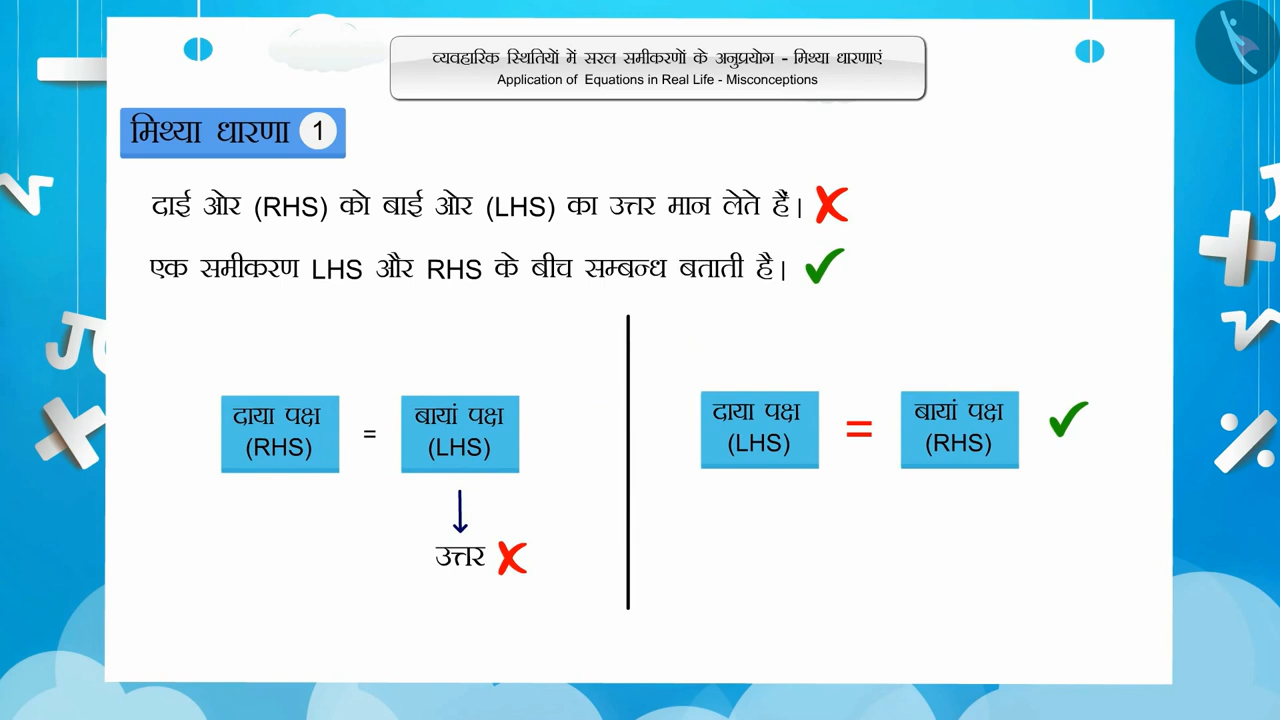 व्यवहारिक स्थितियों में सरल समीकरणों के अनुप्रयोग - मिथ्या धारणाएं
Application of Equations in Real Life - Misconceptions
मिथ्या धारणा 1
दाई ओर (RHS) को बाई ओर (LHS) का उत्तर मान लेते हैं।
एक समीकरण LHS और RHS के बीच सम्बन्ध बताती है।
दाया पक्ष
(RHS)
=
बायां पक्ष
(LHS)
उत्तर
दाया पक्ष
(LHS)
=
बायां पक्ष
(RHS)